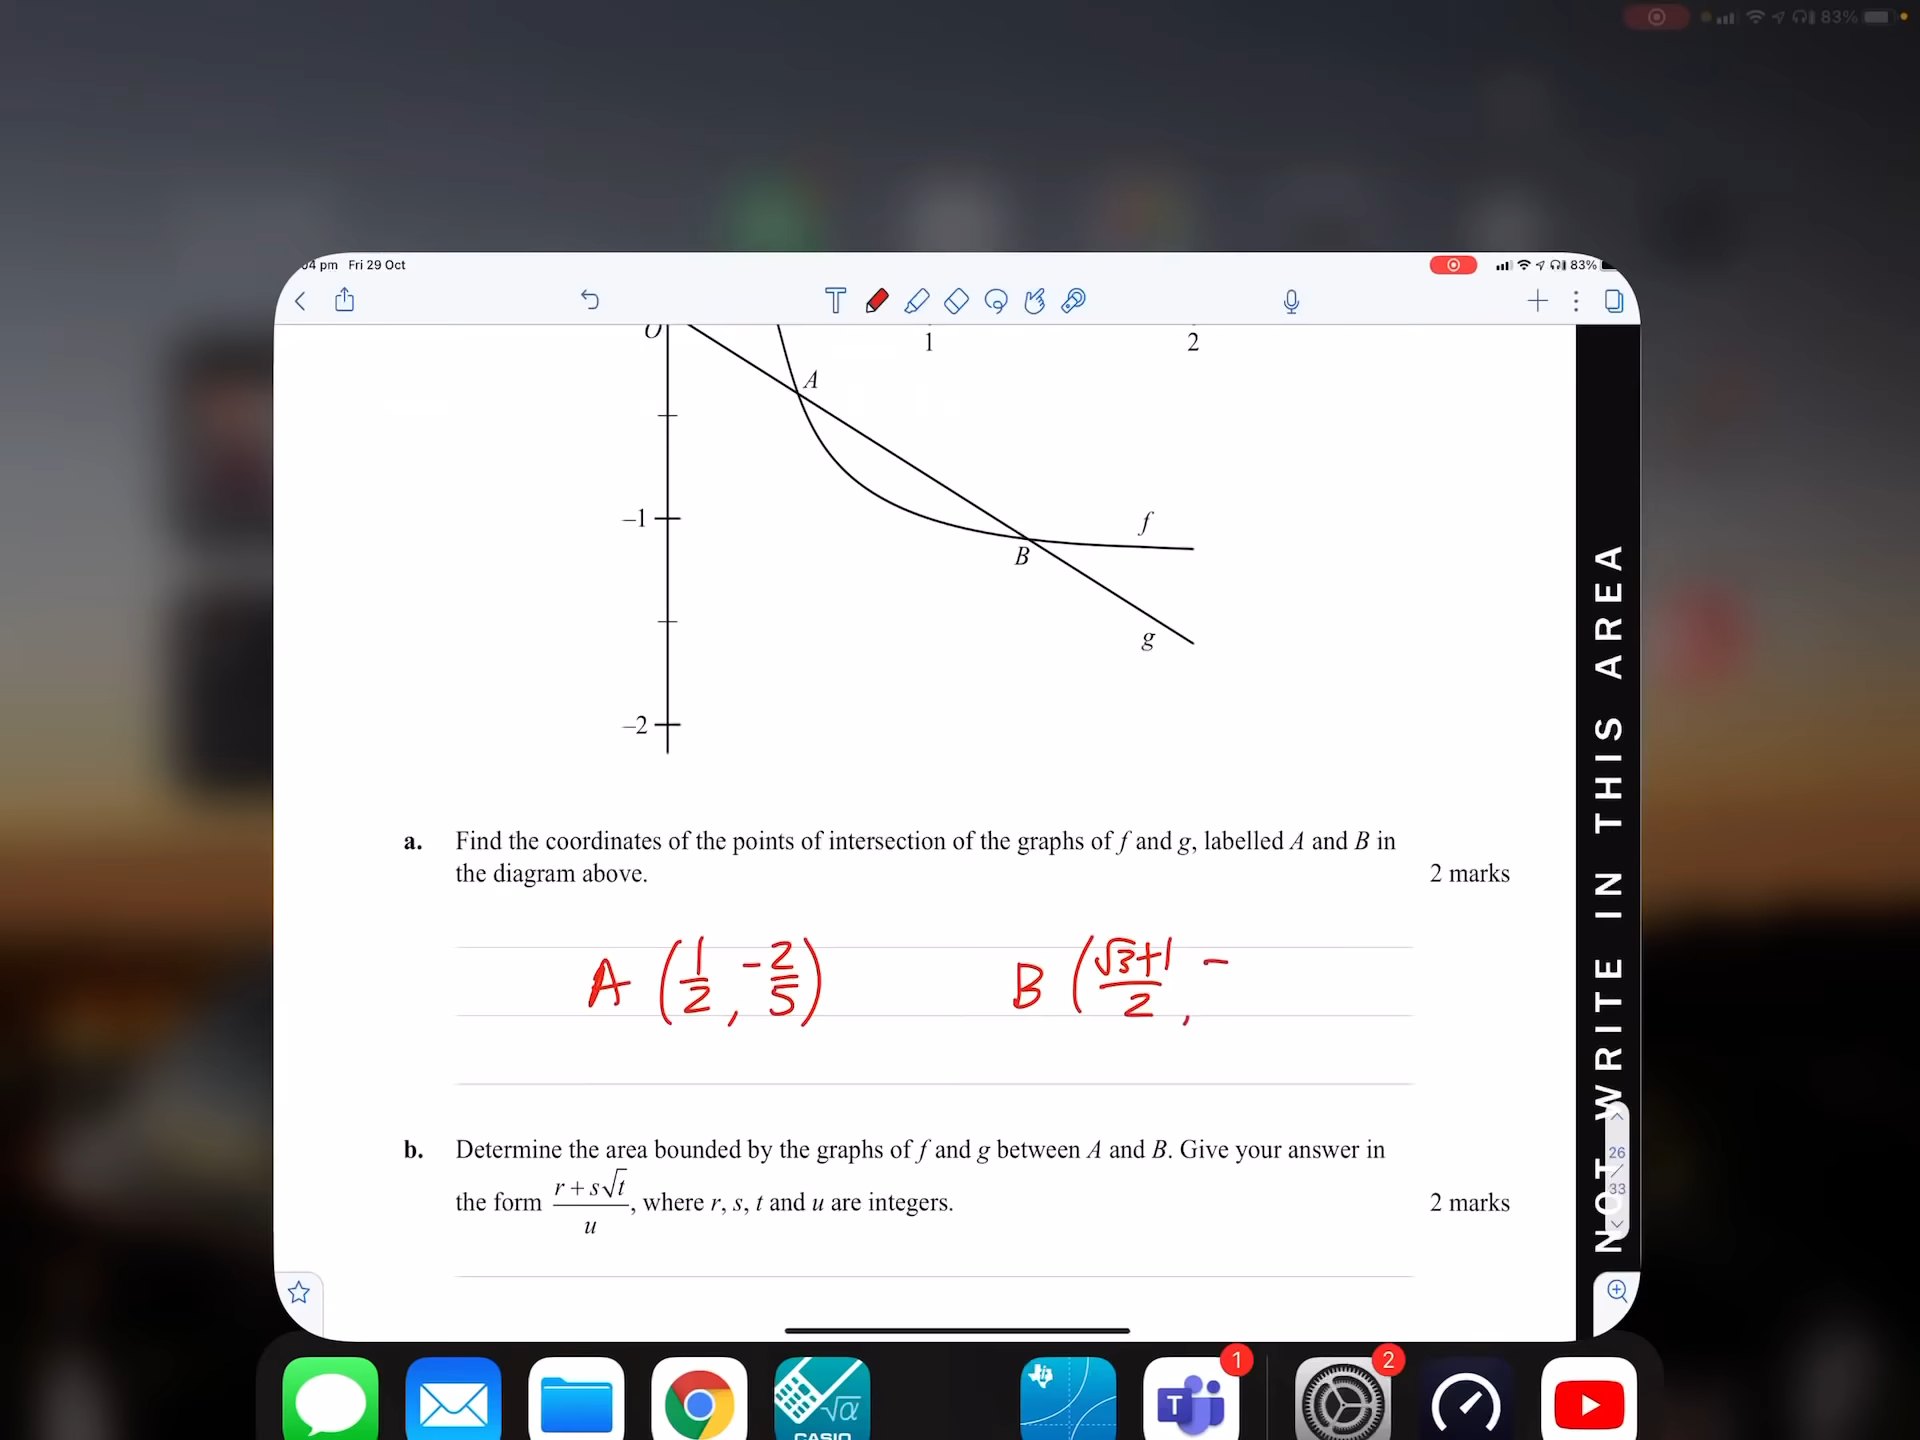 83%
04 pm Fri 29 Oct
83%
T
O
1
2
A
–1
f
B
g
–2
a. Find the coordinates of the points of intersection of the graphs of f and g, labelled A and B in
the diagram above. 2 marks
A (1/2, -2/5) B (√3+1/2, -
b. Determine the area bounded by the graphs of f and g between A and B. Give your answer in
the form r + s√t/u, where r, s, t and u are integers. 2 marks
NOT WRITE IN THIS AREA
26
/
33
1
2
T
√α
CASIO